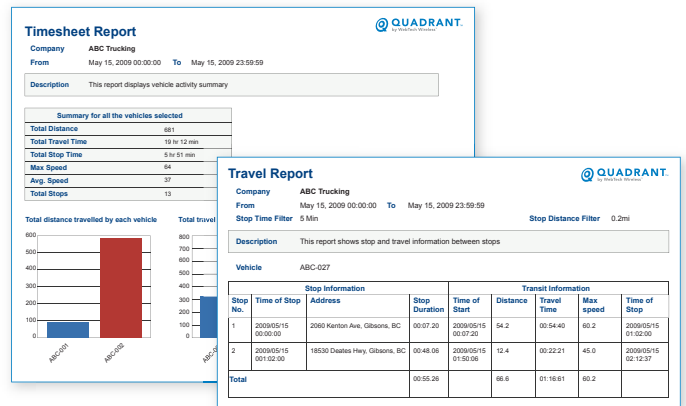 Timesheet Report
QUADRANT
by WebTech Wireless
Company ABC Trucking
From May 15, 2009 00:00:00 To May 15, 2009 23:59:59
Description This report displays vehicle activity summary
Summary for all the vehicles selected
Total Distance 681
Total Travel Time 19 hr 12 min
Total Stop Time 5 hr 51 min
Max Speed 64
Avg. Speed 37
Total Stops 13
Total distance travelled by each vehicle
600
500
400
300
200
100
0
ABC-001 ABC-002
Total travel
800
700
600
500
400
300
200
100
0
Travel Report
QUADRANT
by WebTech Wireless
Company ABC Trucking
From May 15, 2009 00:00:00 To May 15, 2009 23:59:59
Stop Time Filter 5 Min Stop Distance Filter 0.2mi
Description This report shows stop and travel information between stops
Vehicle ABC-027
Stop Information Transit Information
Stop Time of Stop Address Stop Time of Distance Travel Max Time of
No. Duration Start Time speed Stop
1 2009/05/15 2060 Kenton Ave, Gibsons, BC 00:07.20 2009/05/15 54.2 00:54:40 60.2 2009/05/15
00:00:00 00:07:20 01:02:00
2 2009/05/15 18530 Deates Hwy, Gibsons, BC 00:48.06 2009/05/15 12.4 00:22:21 45.0 2009/05/15
001:02:00 01:50:06 02:12:37
Total 00:55.26 66.6 01:16:61 60.2